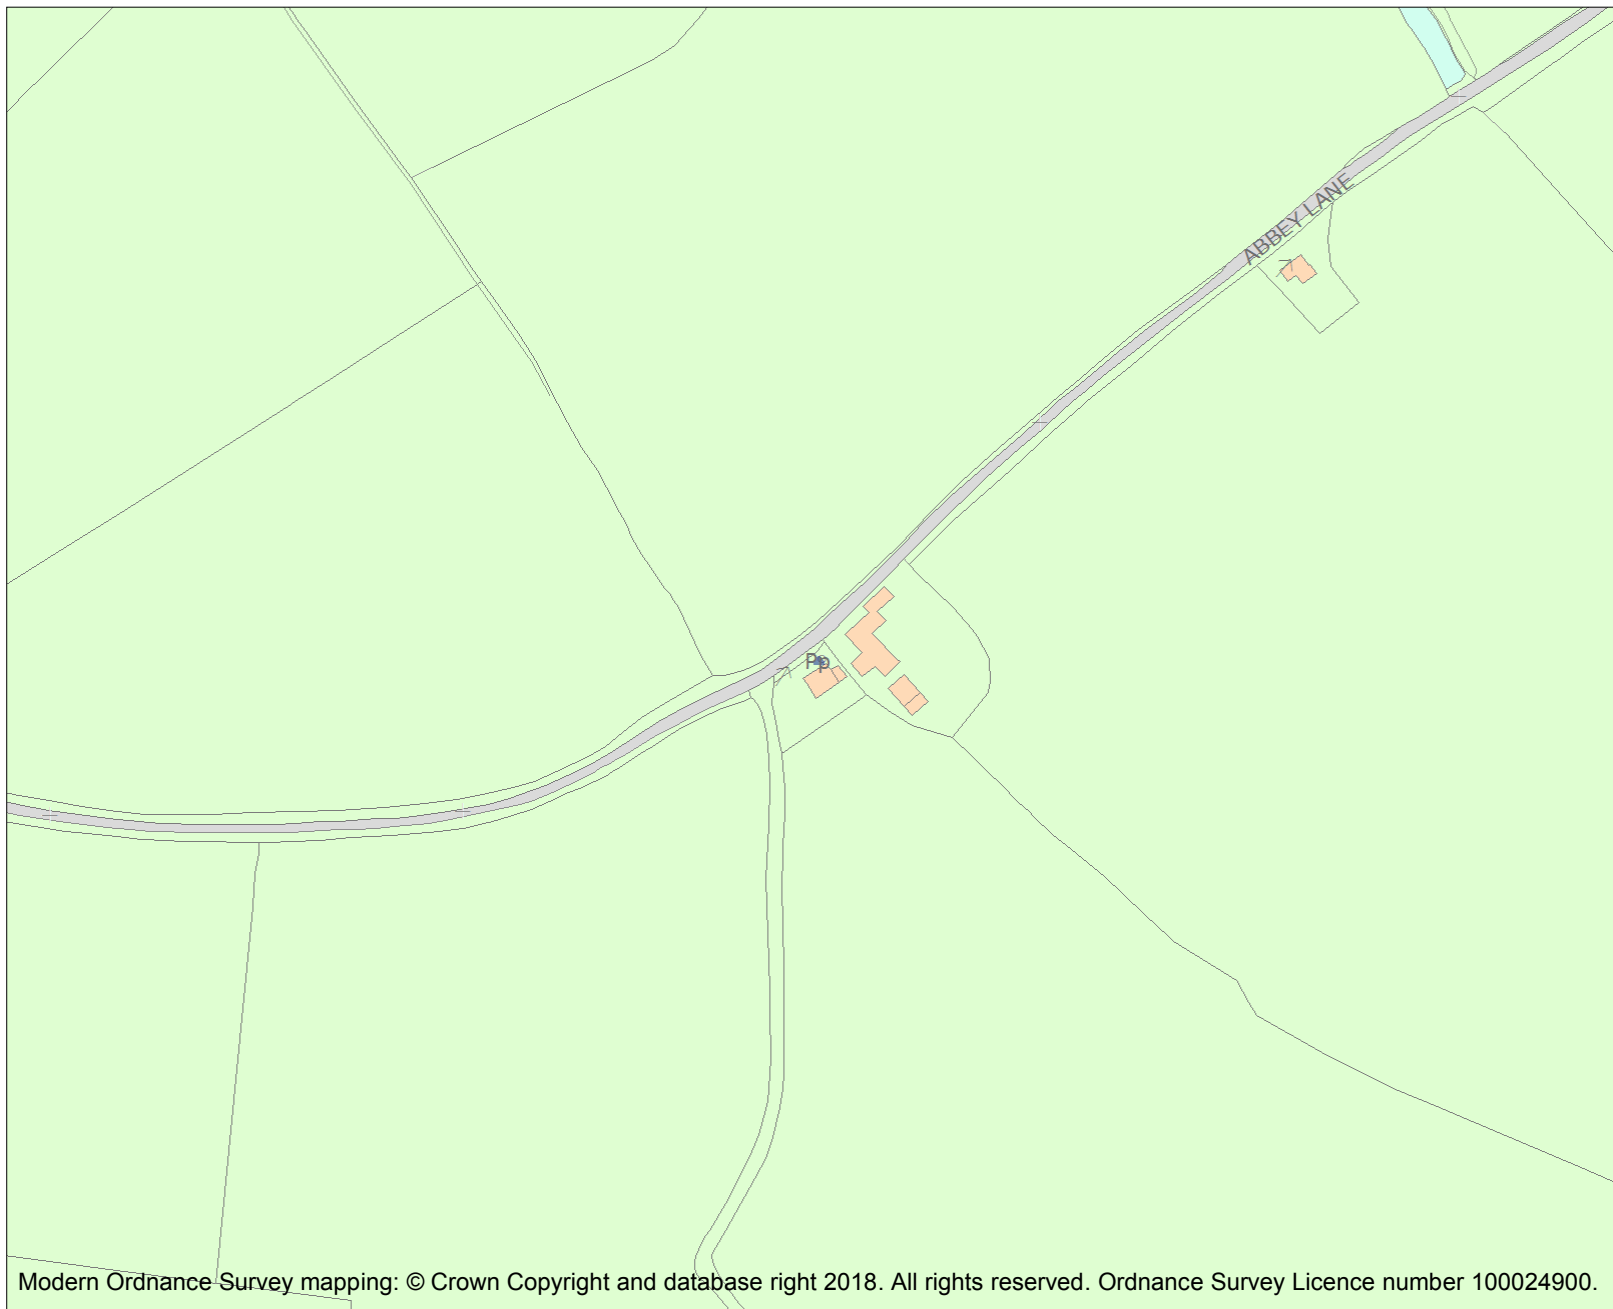 ABBEY LANE
Pp
Modern Ordnance Survey mapping: © Crown Copyright and database right 2018. All rights reserved. Ordnance Survey Licence number 100024900.